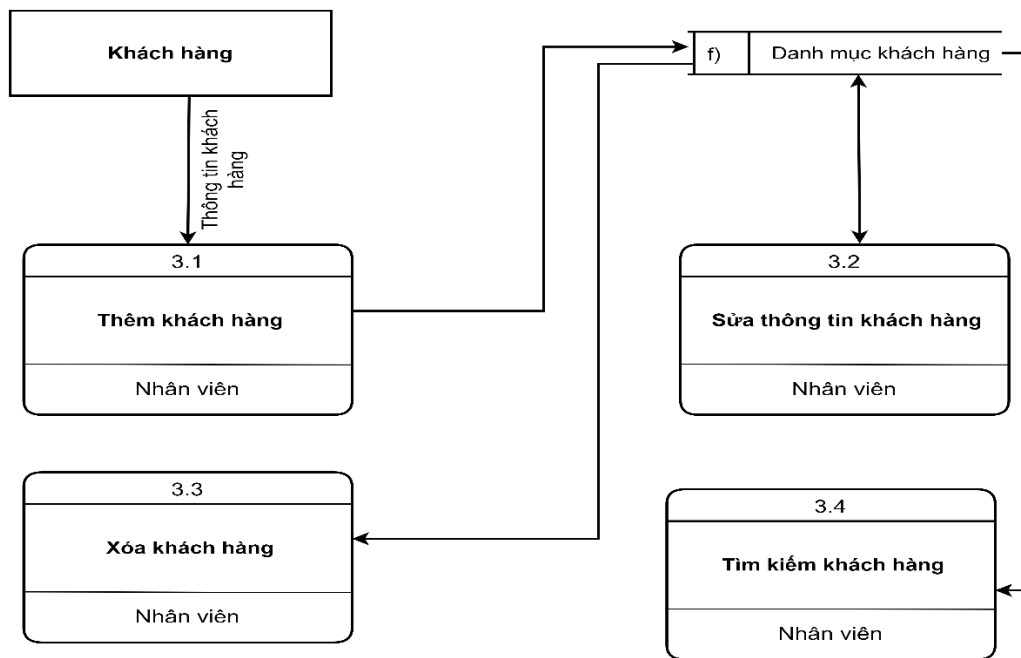 Khách hàng
f)
Danh mục khách hàng
Thông tin khách
hàng
3.1
Thêm khách hàng
Nhân viên
3.2
Sửa thông tin khách hàng
Nhân viên
3.3
Xóa khách hàng
Nhân viên
3.4
Tìm kiếm khách hàng
Nhân viên